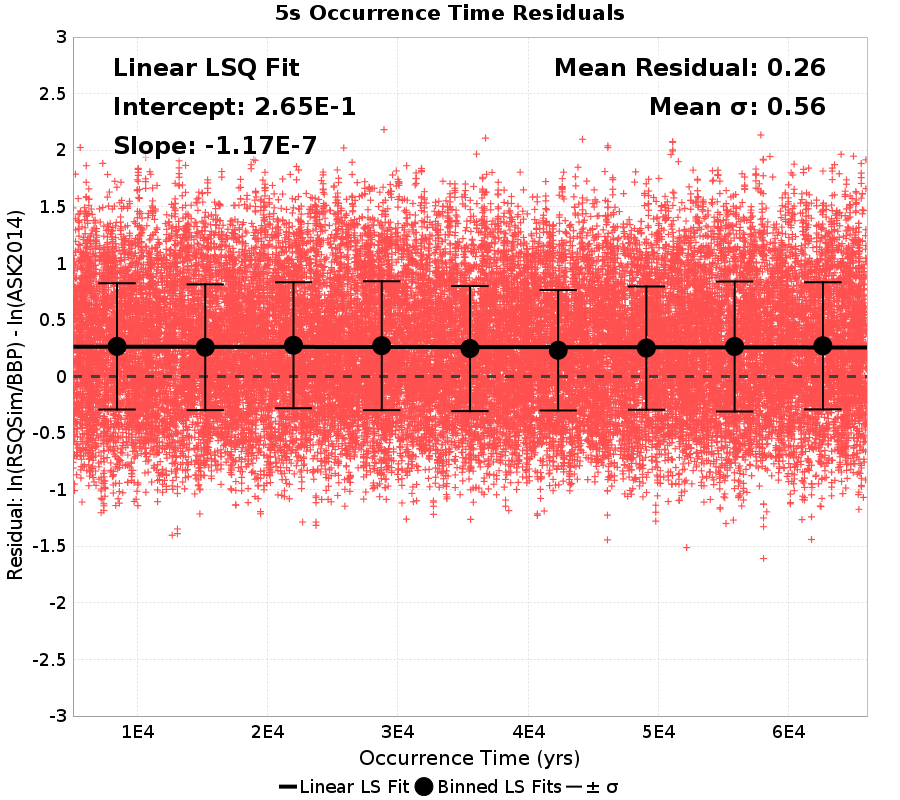 5s Occurrence Time Residuals
Linear LSQ Fit
Mean Residual: 0.26
Intercept: 2.65E-1
Mean σ: 0.56
Slope: -1.17E-7
3
2.5
2
1.5
1
0.5
0
-0.5
-1
-1.5
-2
-2.5
-3
Residual: ln(RSQSim/BBP) - ln(ASK2014)
1E4 2E4 3E4 4E4 5E4 6E4
Occurrence Time (yrs)
Linear LS Fit Binned LS Fits ± σ